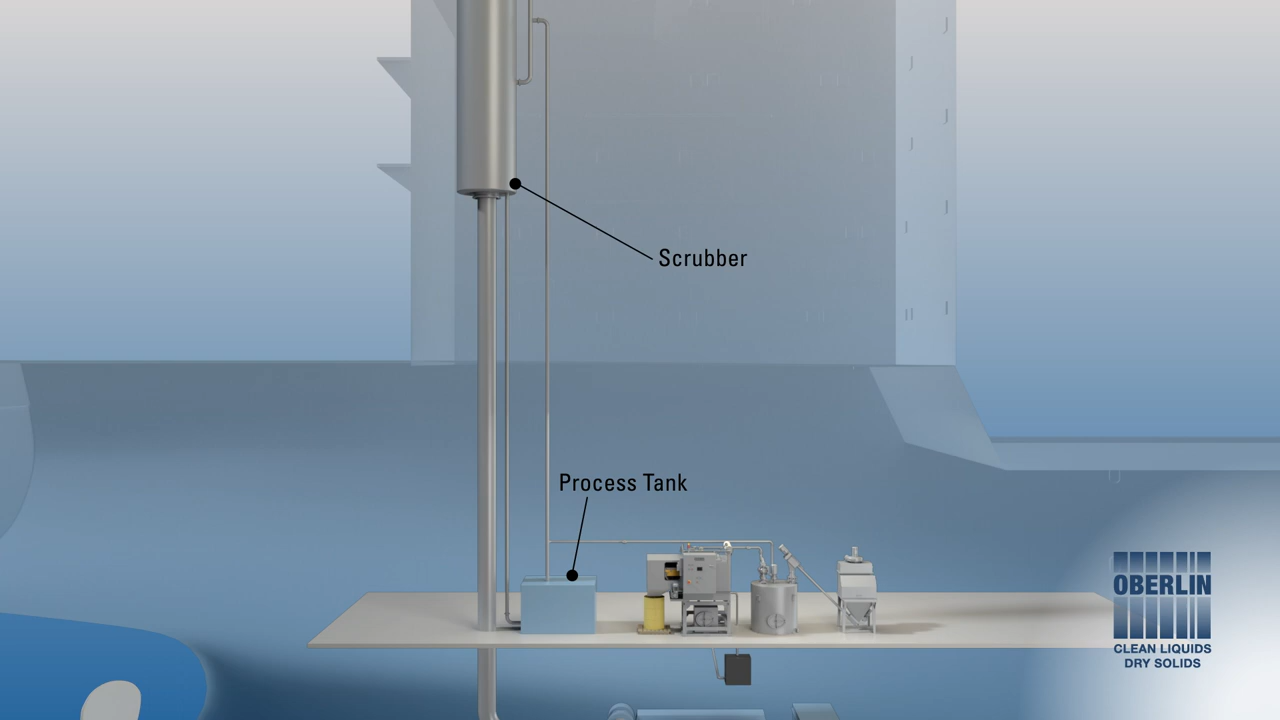 Scrubber
Process Tank
OBERLIN
CLEAN LIQUIDS
DRY SOLIDS